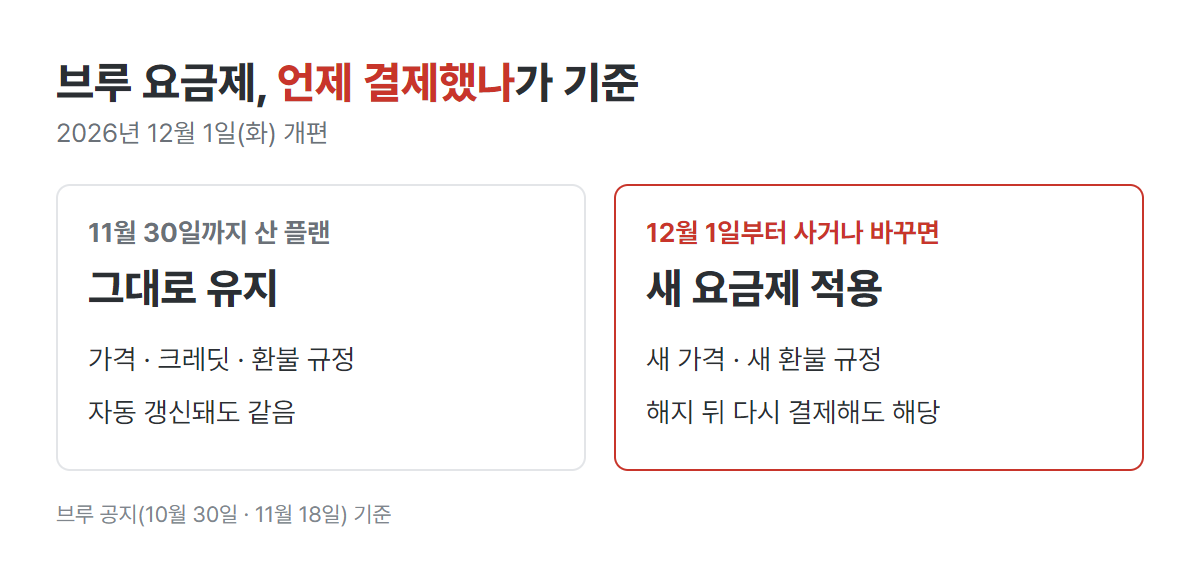 브루 요금제, 언제 결제했나가 기준
2026년 12월 1일(화) 개편
11월 30일까지 산 플랜
그대로 유지
가격 · 크레딧 · 환불 규정
자동 갱신돼도 같음
12월 1일부터 사거나 바꾸면
새 요금제 적용
새 가격 · 새 환불 규정
해지 뒤 다시 결제해도 해당
브루 공지(10월 30일 · 11월 18일) 기준